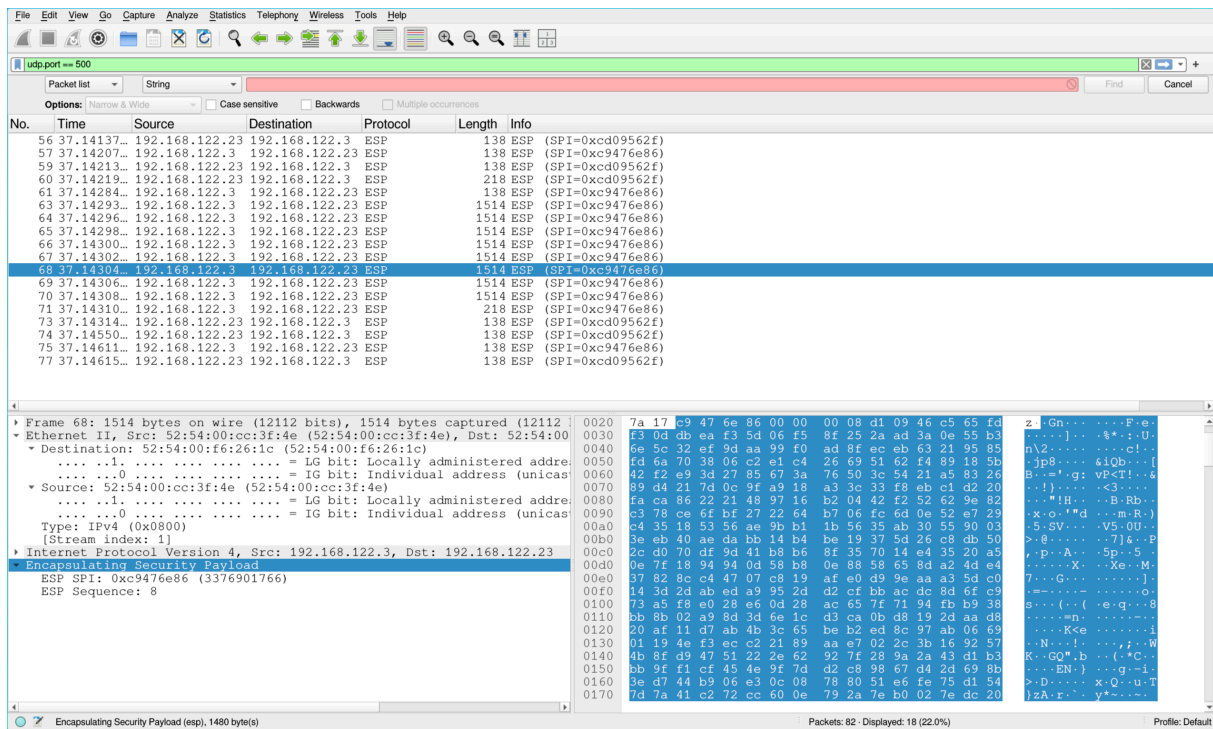 File Edit View Go Capture Analyze Statistics Telephony Wireless Tools Help
udp.port == 500
Packet list String Find Cancel
Options: Narrow & Wide Case sensitive Backwards Multiple occurrences
No. Time Source Destination Protocol Length Info
56 37.14137… 192.168.122.23 192.168.122.3 ESP 138 ESP (SPI=0xcd09562f)
57 37.14207… 192.168.122.3 192.168.122.23 ESP 138 ESP (SPI=0xc9476e86)
59 37.14213… 192.168.122.23 192.168.122.3 ESP 138 ESP (SPI=0xcd09562f)
60 37.14219… 192.168.122.23 192.168.122.3 ESP 218 ESP (SPI=0xcd09562f)
61 37.14284… 192.168.122.3 192.168.122.23 ESP 138 ESP (SPI=0xc9476e86)
63 37.14293… 192.168.122.3 192.168.122.23 ESP 1514 ESP (SPI=0xc9476e86)
64 37.14296… 192.168.122.3 192.168.122.23 ESP 1514 ESP (SPI=0xc9476e86)
65 37.14298… 192.168.122.3 192.168.122.23 ESP 1514 ESP (SPI=0xc9476e86)
66 37.14300… 192.168.122.3 192.168.122.23 ESP 1514 ESP (SPI=0xc9476e86)
67 37.14302… 192.168.122.3 192.168.122.23 ESP 1514 ESP (SPI=0xc9476e86)
68 37.14304… 192.168.122.3 192.168.122.23 ESP 1514 ESP (SPI=0xc9476e86)
69 37.14306… 192.168.122.3 192.168.122.23 ESP 1514 ESP (SPI=0xc9476e86)
70 37.14308… 192.168.122.3 192.168.122.23 ESP 1514 ESP (SPI=0xc9476e86)
71 37.14310… 192.168.122.3 192.168.122.23 ESP 218 ESP (SPI=0xc9476e86)
73 37.14314… 192.168.122.23 192.168.122.3 ESP 138 ESP (SPI=0xcd09562f)
74 37.14550… 192.168.122.23 192.168.122.3 ESP 138 ESP (SPI=0xcd09562f)
75 37.14611… 192.168.122.3 192.168.122.23 ESP 138 ESP (SPI=0xc9476e86)
77 37.14615… 192.168.122.23 192.168.122.3 ESP 138 ESP (SPI=0xcd09562f)
Frame 68: 1514 bytes on wire (12112 bits), 1514 bytes captured (12112
Ethernet II, Src: 52:54:00:cc:3f:4e (52:54:00:cc:3f:4e), Dst: 52:54:00
Destination: 52:54:00:f6:26:1c (52:54:00:f6:26:1c)
.... ..1. .... .... .... .... = LG bit: Locally administered addre
.... ...0 .... .... .... .... = IG bit: Individual address (unicas
Source: 52:54:00:cc:3f:4e (52:54:00:cc:3f:4e)
.... ..1. .... .... .... .... = LG bit: Locally administered addre
.... ...0 .... .... .... .... = IG bit: Individual address (unicas
Type: IPv4 (0x0800)
[Stream index: 1]
Internet Protocol Version 4, Src: 192.168.122.3, Dst: 192.168.122.23
Encapsulating Security Payload
ESP SPI: 0xc9476e86 (3376901766)
ESP Sequence: 8
0020 7a 17 c9 47 6e 86 00 00 00 08 d1 09 46 c5 65 fd
0030 f3 0d db ea f3 5d 06 f5 8f 25 2a ad 3a 0e 55 b3
0040 6e 5c 32 ef 9d aa 99 f0 ad 8f ec eb 63 21 95 85
0050 fd 6a 70 38 06 c2 e1 c4 26 69 51 62 f4 89 18 5b
0060 42 f2 e9 3d 27 85 67 3a 76 50 3c 54 21 a5 83 26
0070 89 d4 21 7d 0c 9f a9 18 a3 3c 33 f8 eb c1 d2 20
0080 fa ca 86 22 21 48 97 16 b2 04 42 f2 52 62 9e 82
0090 c3 78 ce 6f bf 27 22 64 b7 06 fc 6d 0e 52 e7 29
00a0 c4 35 18 53 56 ae 9b b1 1b 56 35 ab 30 55 90 03
00b0 3e eb 40 ae da bb 14 b4 be 19 37 5d 26 c8 db 50
00c0 2c d0 70 df 9d 41 b8 b6 8f 35 70 14 e4 35 20 a5
00d0 0e 7f 18 94 94 0d 58 b8 0e 88 58 65 8d a2 4d e4
00e0 37 82 8c c4 47 07 c8 19 af e0 d9 9e aa a3 5d c0
00f0 14 3d 2d ab ed a9 95 2d d2 cf bb ac dc 8d 6f c9
0100 73 a5 f8 e0 28 e6 0d 28 ac 65 7f 71 94 fb b9 38
0110 bb 8b 02 a9 8d 3d 6e 1c d3 ca 0b d8 19 2d aa d8
0120 20 af 11 d7 ab 4b 3c 65 be b2 ed 8c 97 ab 06 69
0130 01 19 4e f3 ec c2 21 89 aa e7 02 2c 3b 16 92 57
0140 4b 8f d9 47 51 22 2e 62 92 7f 28 9a 2a 43 d1 b3
0150 bb 9f f1 cf 45 4e 9f 7d d2 c8 98 67 d4 2d 69 8b
0160 3e d7 44 b9 06 e3 0c 08 78 80 51 e6 fe 75 d1 54
0170 7d 7a 41 c2 72 cc 60 0e 79 2a 7e b0 02 7e dc 20
Encapsulating Security Payload (esp), 1480 byte(s) Packets: 82 · Displayed: 18 (22.0%) Profile: Default